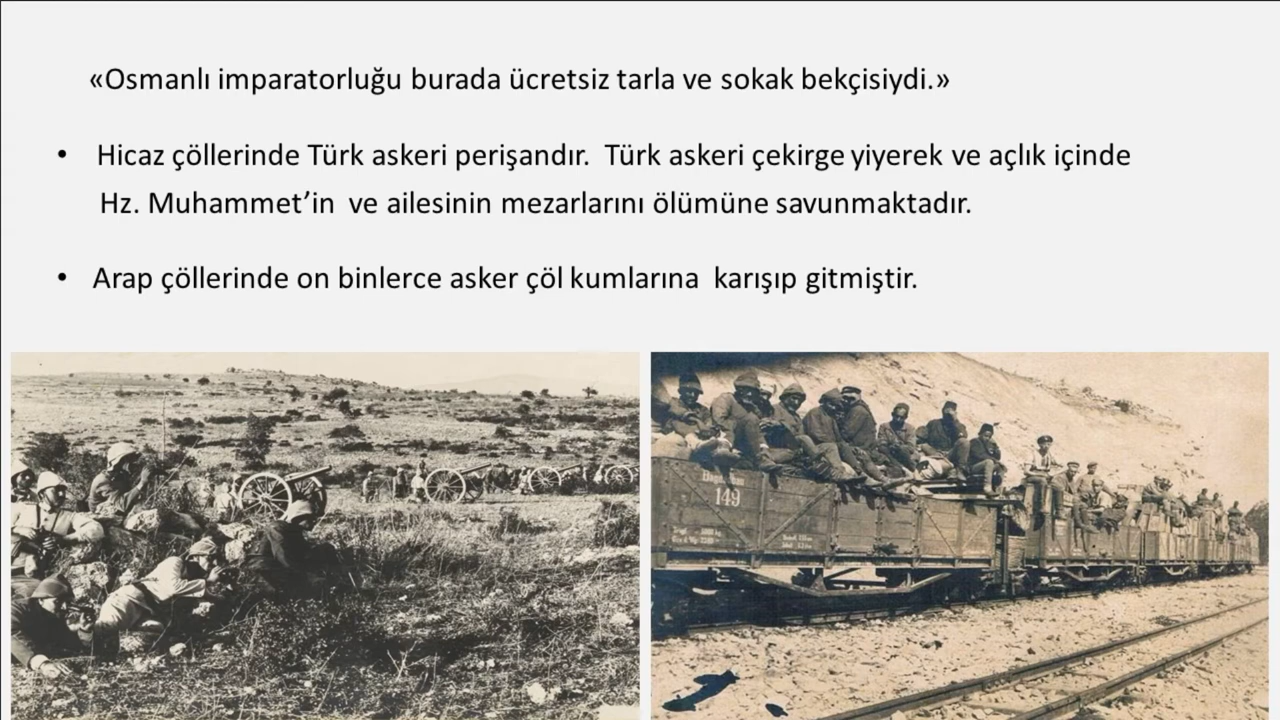 «Osmanlı imparatorluğu burada ücretsiz tarla ve sokak bekçisiydi.»
• Hicaz çöllerinde Türk askeri perişandır. Türk askeri çekirge yiyerek ve açlık içinde
Hz. Muhammet’in ve ailesinin mezarlarını ölümüne savunmaktadır.
• Arap çöllerinde on binlerce asker çöl kumlarına karışıp gitmiştir.
149